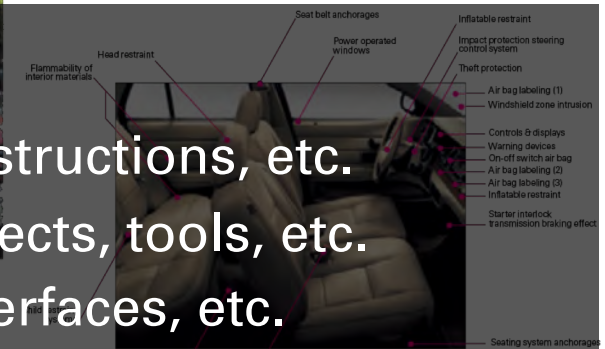 Seat belt anchorages
Inflatable restraint
Head restraint
Power operated
windows
Impact protection steering
control system
Flammability of
interior materials
Theft protection
Air bag labeling (1)
Windshield zone intrusion
Controls & displays
Warning devices
On-off switch air bag
Air bag labeling (2)
Air bag labeling (3)
Inflatable restraint
Starter interlock
transmission braking effect
structions, etc.
ects, tools, etc.
erfaces, etc.
Seating system anchorages